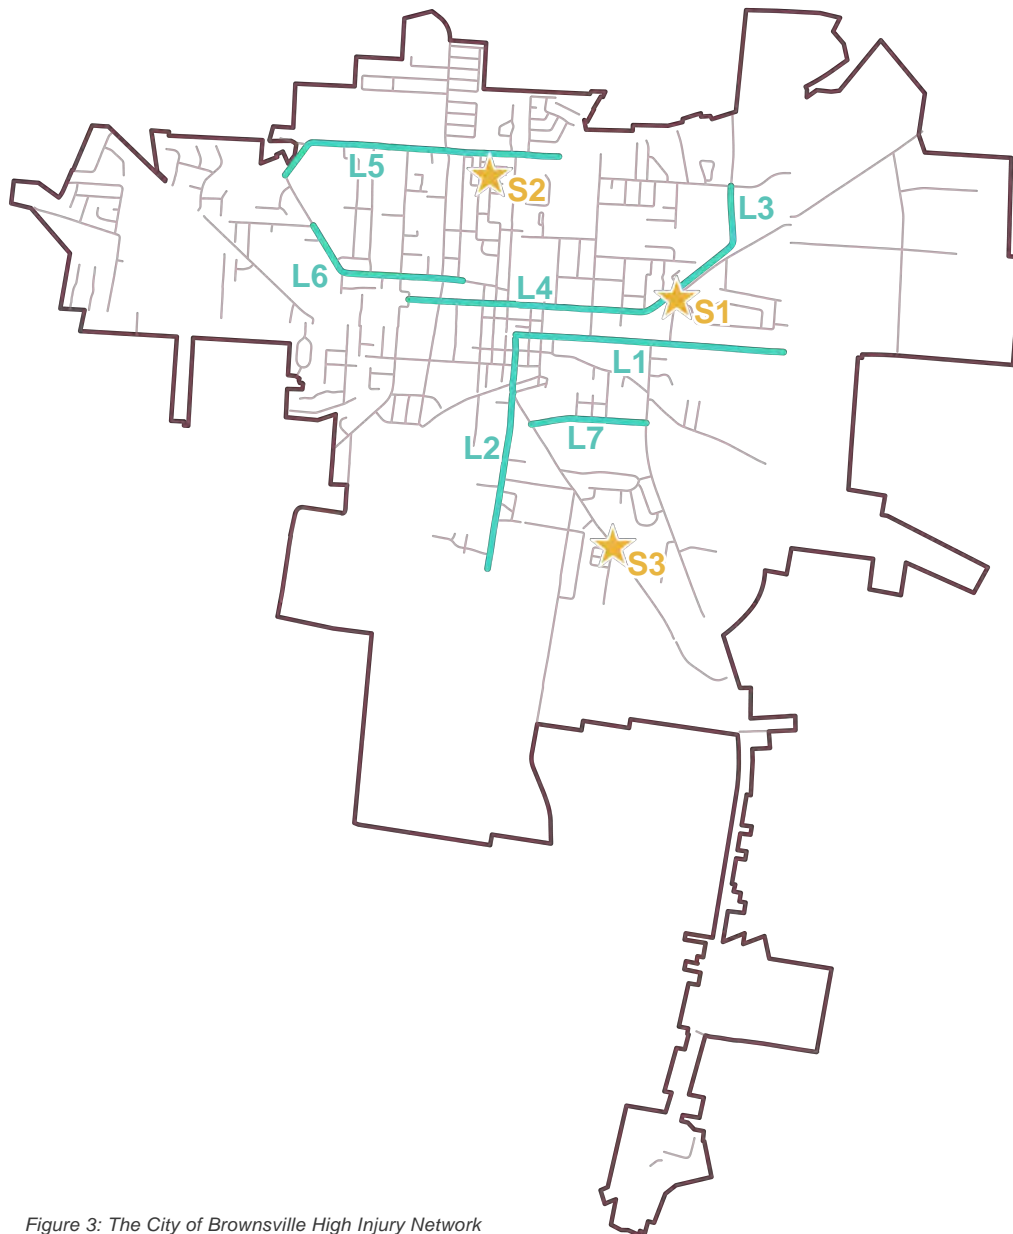 L5
S2
L3
L6
L4
S1
L1
L2
L7
S3
Figure 3: The City of Brownsville High Injury Network